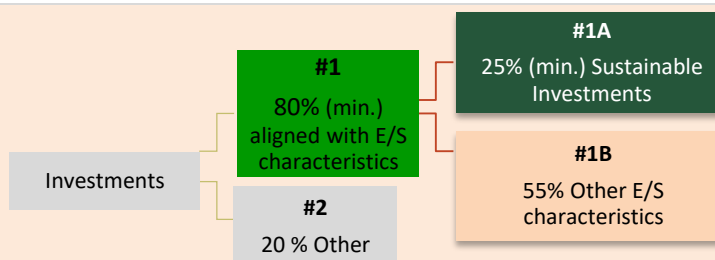 Investments
#1
80% (min.)
aligned with E/S
characteristics
#2
20 % Other
#1A
25% (min.) Sustainable
Investments
#1B
55% Other E/S
characteristics